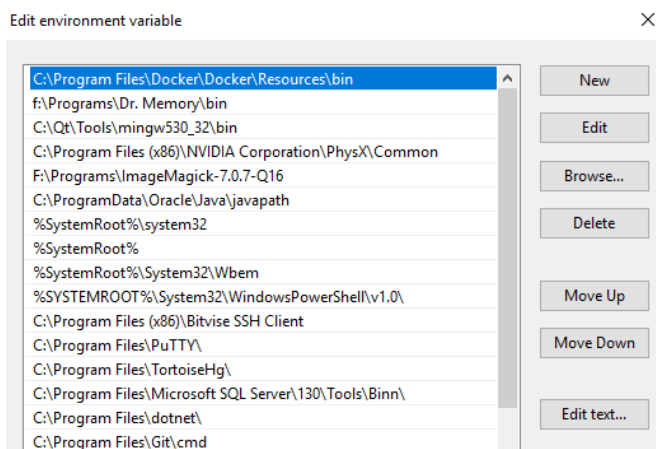 Edit environment variable
C:\Program Files\Docker\Docker\Resources\bin
f:\Programs\Dr. Memory\bin
C:\Qt\Tools\mingw530_32\bin
C:\Program Files (x86)\NVIDIA Corporation\PhysX\Common
F:\Programs\ImageMagick-7.0.7-Q16
C:\ProgramData\Oracle\Java\javapath
%SystemRoot%\system32
%SystemRoot%
%SystemRoot%\System32\Wbem
%SYSTEMROOT%\System32\WindowsPowerShell\v1.0\
C:\Program Files (x86)\Bitvise SSH Client
C:\Program Files\PuTTY\
C:\Program Files\TortoiseHg\
C:\Program Files\Microsoft SQL Server\130\Tools\Binn\
C:\Program Files\dotnet\
C:\Program Files\Git\cmd
New
Edit
Browse...
Delete
Move Up
Move Down
Edit text...